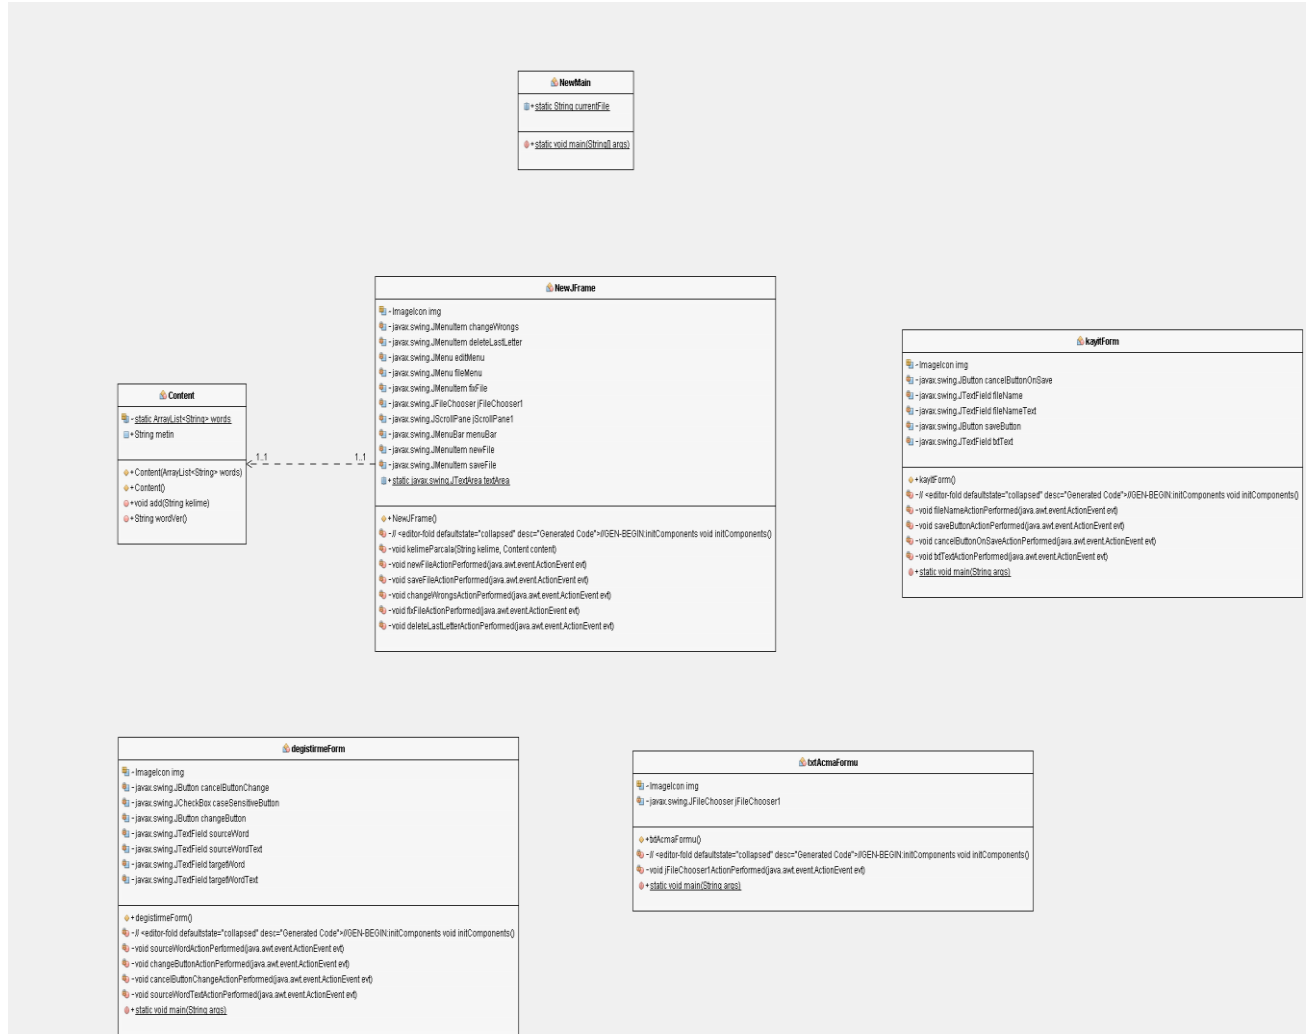 NewMain
+static String currentFile
+static void main(String[] args)
NewJFrame
-ImageIcon img
-javax.swing.JMenuItem changeWrongs
-javax.swing.JMenuItem deleteLastLetter
-javax.swing.JMenu editMenu
-javax.swing.JMenu fileMenu
-javax.swing.JMenuItem fixFile
-javax.swing.JFileChooser jFileChooser1
-javax.swing.JScrollPane jScrollPane1
-javax.swing.JMenuBar menuBar
-javax.swing.JMenuItem newFile
-javax.swing.JMenuItem saveFile
+static javax.swing.JTextArea textArea
+NewJFrame()
-// <editor-fold defaultstate="collapsed" desc="Generated Code">//GEN-BEGIN:initComponents void initComponents()
-void kelimeParcala(String kelime, Content content)
-void newFileActionPerformed(java.awt.event.ActionEvent evt)
-void saveFileActionPerformed(java.awt.event.ActionEvent evt)
-void changeWrongsActionPerformed(java.awt.event.ActionEvent evt)
-void fixFileActionPerformed(java.awt.event.ActionEvent evt)
-void deleteLastLetterActionPerformed(java.awt.event.ActionEvent evt)
kayitForm
-ImageIcon img
-javax.swing.JButton cancelButtonOnSave
-javax.swing.JTextField fileName
-javax.swing.JTextField fileNameText
-javax.swing.JButton saveButton
-javax.swing.JTextField txtText
+kayitForm()
-// <editor-fold defaultstate="collapsed" desc="Generated Code">//GEN-BEGIN:initComponents void initComponents()
-void fileNameActionPerformed(java.awt.event.ActionEvent evt)
-void saveButtonActionPerformed(java.awt.event.ActionEvent evt)
-void cancelButtonOnSaveActionPerformed(java.awt.event.ActionEvent evt)
-void txtTextActionPerformed(java.awt.event.ActionEvent evt)
+static void main(String args)
Content
-static ArrayList<String> words
+String metin
+Content(ArrayList<String> words)
+Content()
+void add(String kelime)
+String wordVer()
1..1
1..1
degistirmeForm
-ImageIcon img
-javax.swing.JButton cancelButtonChange
-javax.swing.JCheckBox caseSensitiveButton
-javax.swing.JButton changeButton
-javax.swing.JTextField sourceWord
-javax.swing.JTextField sourceWordText
-javax.swing.JTextField targetWord
-javax.swing.JTextField targetWordText
+degistirmeForm()
-// <editor-fold defaultstate="collapsed" desc="Generated Code">//GEN-BEGIN:initComponents void initComponents()
-void sourceWordActionPerformed(java.awt.event.ActionEvent evt)
-void changeButtonActionPerformed(java.awt.event.ActionEvent evt)
-void cancelButtonChangeActionPerformed(java.awt.event.ActionEvent evt)
-void sourceWordTextActionPerformed(java.awt.event.ActionEvent evt)
+static void main(String args)
txtAcmaFormu
-ImageIcon img
-javax.swing.JFileChooser jFileChooser1
+txtAcmaFormu()
-// <editor-fold defaultstate="collapsed" desc="Generated Code">//GEN-BEGIN:initComponents void initComponents()
-void jFileChooser1ActionPerformed(java.awt.event.ActionEvent evt)
+static void main(String args)